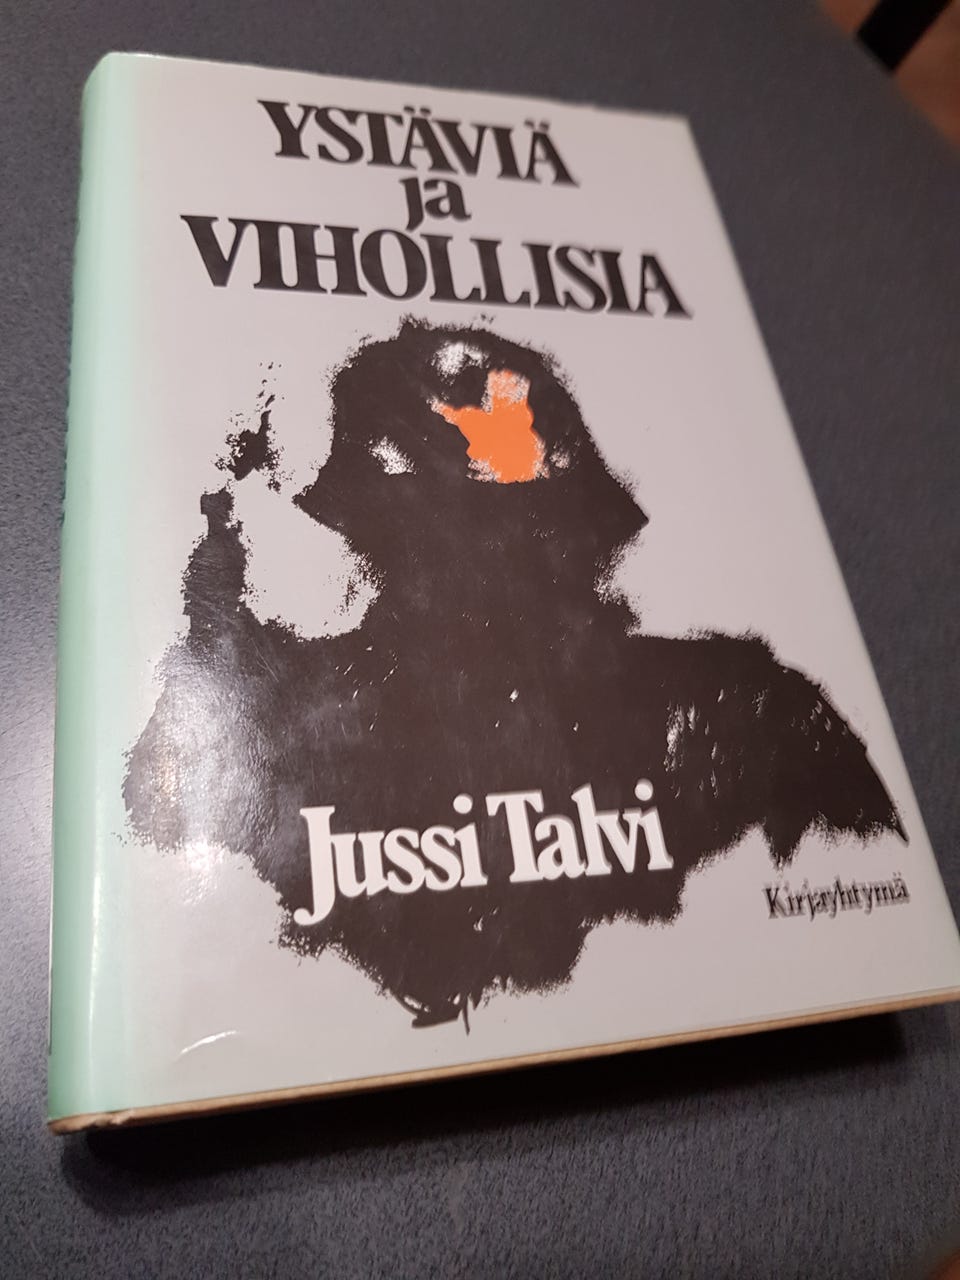 YSTÄVIÄ
ja
VIHOLLISIA
Jussi Talvi
Kirjayhtymä